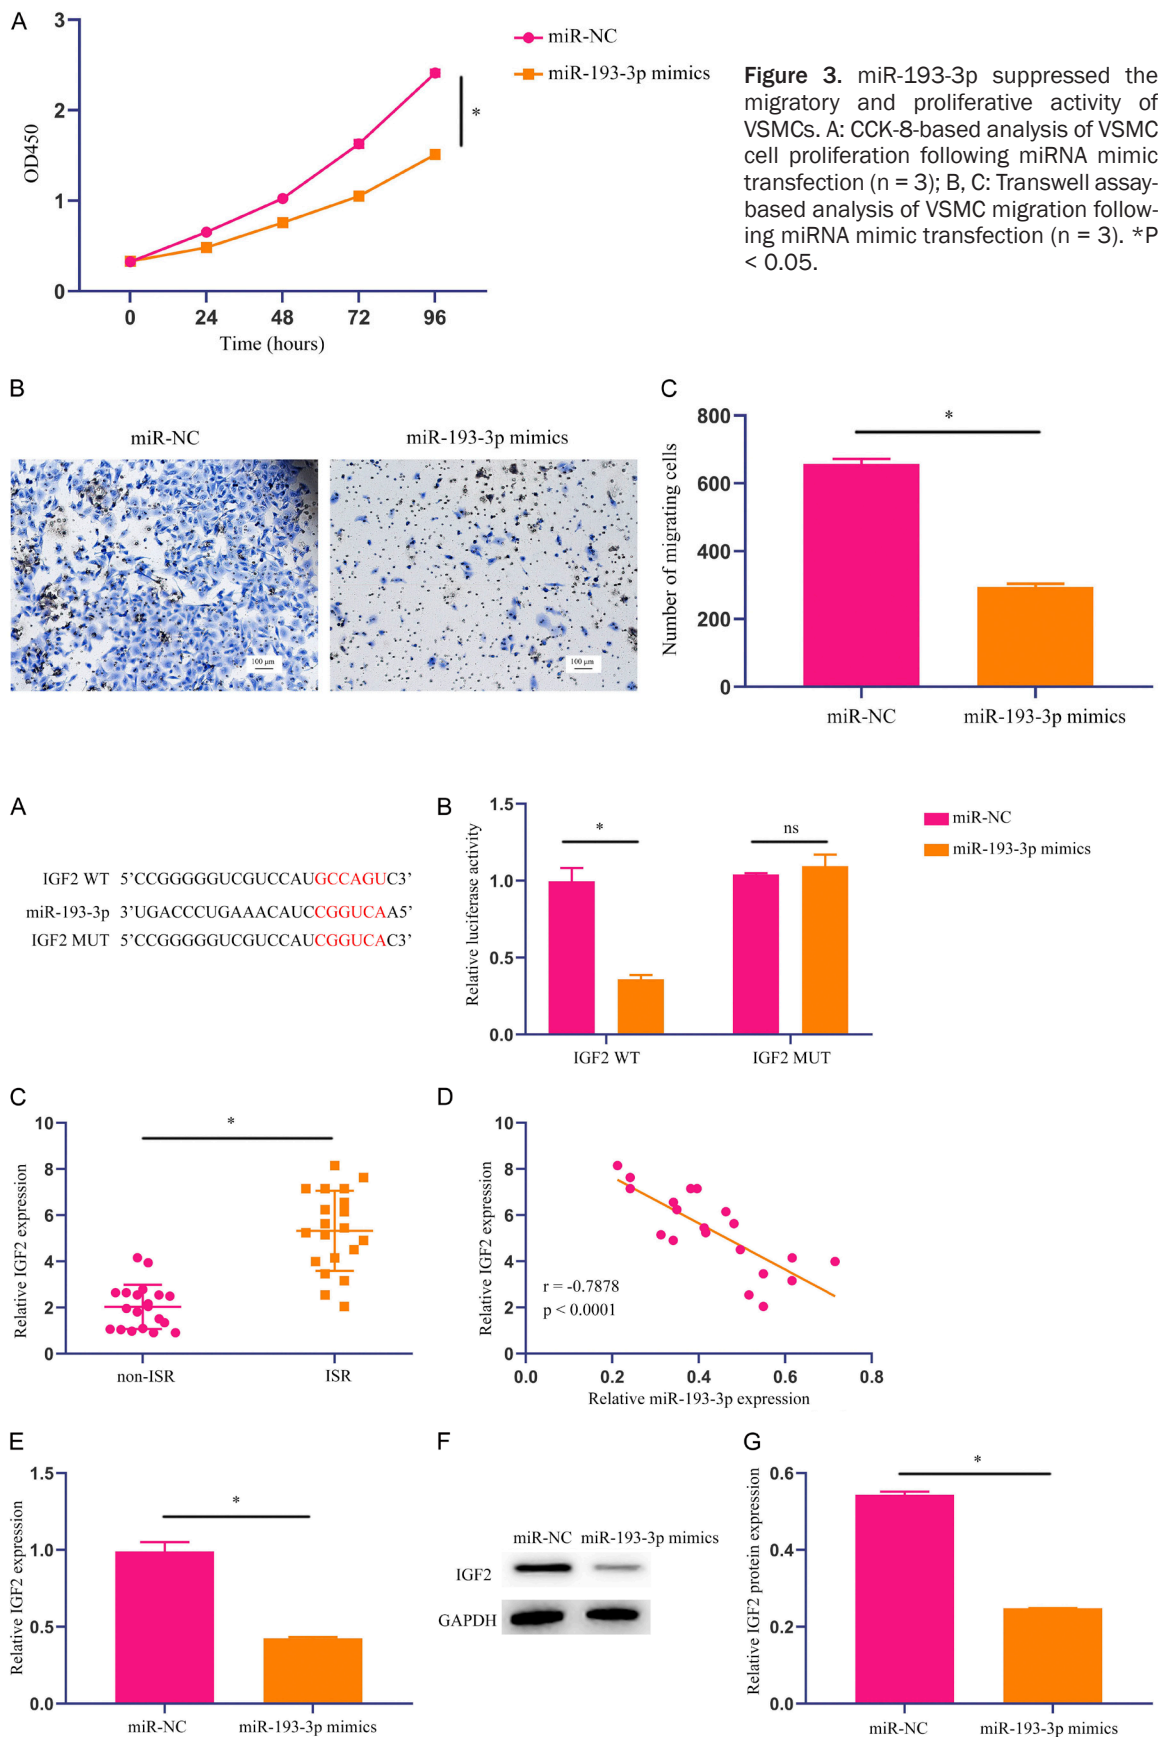 A
3
2
1
0
OD450
0 24 48 72 96
Time (hours)
miR-NC
miR-193-3p mimics
*
Figure 3. miR-193-3p suppressed the
migratory and proliferative activity of
VSMCs. A: CCK-8-based analysis of VSMC
cell proliferation following miRNA mimic
transfection (n = 3); B, C: Transwell assay-
based analysis of VSMC migration follow-
ing miRNA mimic transfection (n = 3). *P
< 0.05.
B
miR-NC
miR-193-3p mimics
100 μm
100 μm
C
800
600
400
200
0
Number of migrating cells
*
miR-NC miR-193-3p mimics
A
IGF2 WT 5'CCGGGGGUCGUCCAUGCCAGUC3'
miR-193-3p 3'UGACCCUGAAACAUCCGGUCAA5'
IGF2 MUT 5'CCGGGGGUCGUCCAUCGGUCAC3'
B
1.5
1.0
0.5
0.0
Relative luciferase activity
* ns
IGF2 WT IGF2 MUT
miR-NC
miR-193-3p mimics
C
10
8
6
4
2
0
Relative IGF2 expression
*
non-ISR ISR
D
10
8
6
4
2
0
Relative IGF2 expression
r = -0.7878
p < 0.0001
0.0 0.2 0.4 0.6 0.8
Relative miR-193-3p expression
E
1.5
1.0
0.5
0.0
Relative IGF2 expression
*
miR-NC miR-193-3p mimics
F
miR-NC miR-193-3p mimics
IGF2
GAPDH
G
0.6
0.4
0.2
0.0
Relative IGF2 protein expression
*
miR-NC miR-193-3p mimics